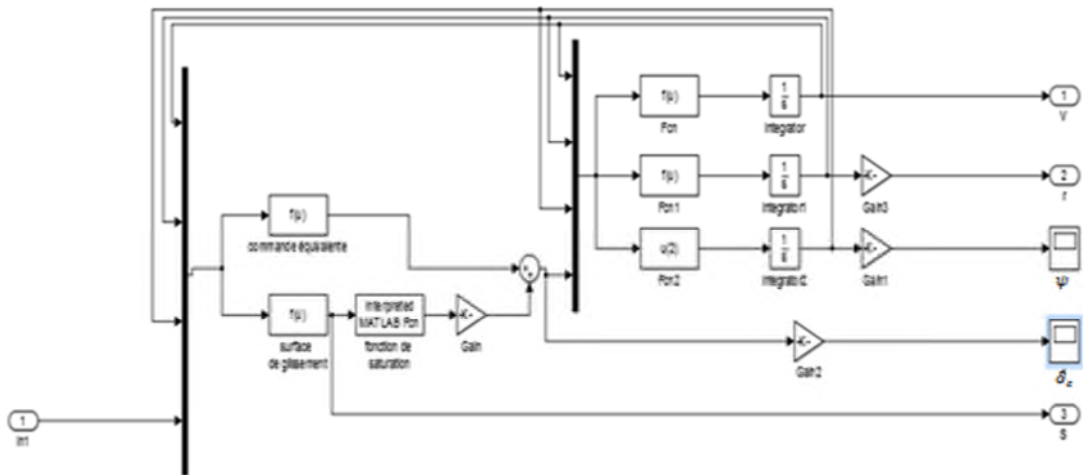 f(u)
Fcn
1
s
Integrator
1
V
f(u)
Fcn1
1
s
Integrator1
-K-
Gain3
2
r
u(2)
Fcn2
1
s
Integrator2
-K-
Gain1
ψ
f(u)
commande équivalente
f(u)
surface
de glissement
Interpreted
MATLAB Fcn
fonction de
saturation
-K-
Gain
-K-
Gain2
1
In1
3
S